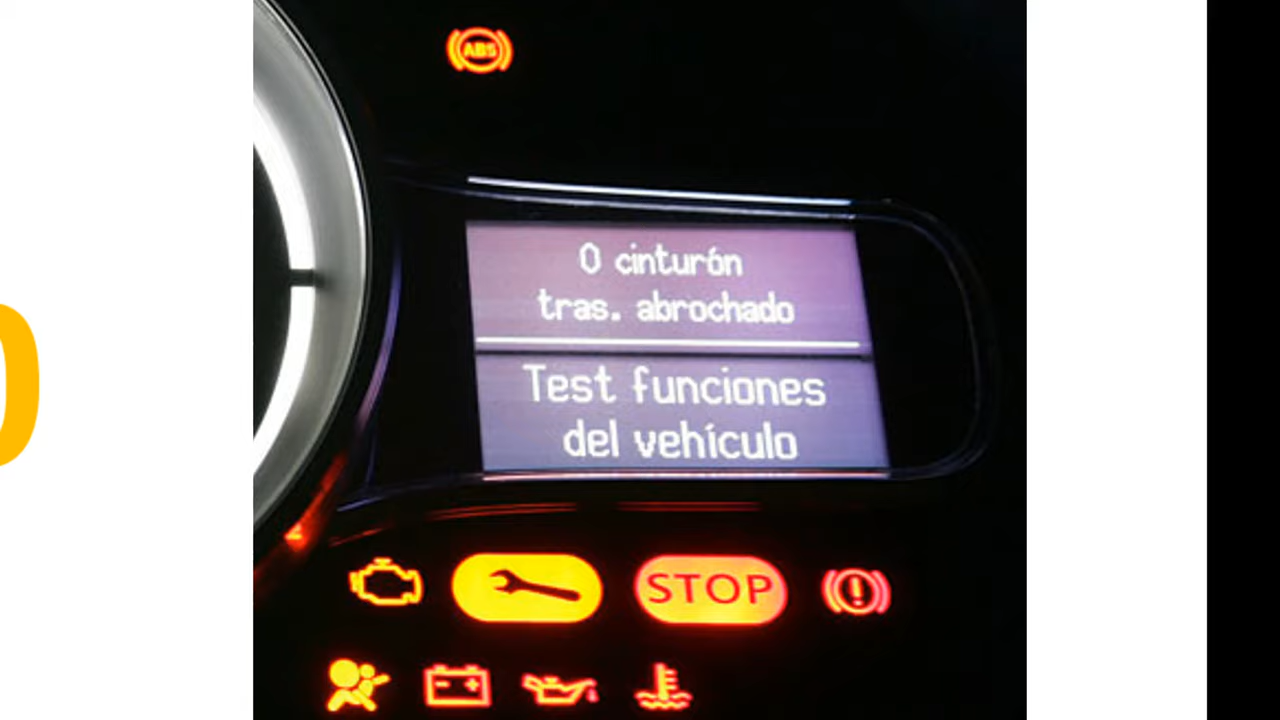 ABS
0 cinturón
tras. abrochado
Test funciones
del vehículo
STOP